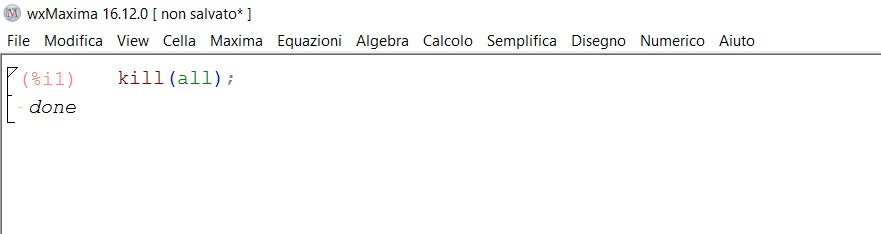 wxMaxima 16.12.0 [ non salvato* ]
File Modifica View Cella Maxima Equazioni Algebra Calcolo Semplifica Disegno Numerico Aiuto
(%i1) kill(all);
done